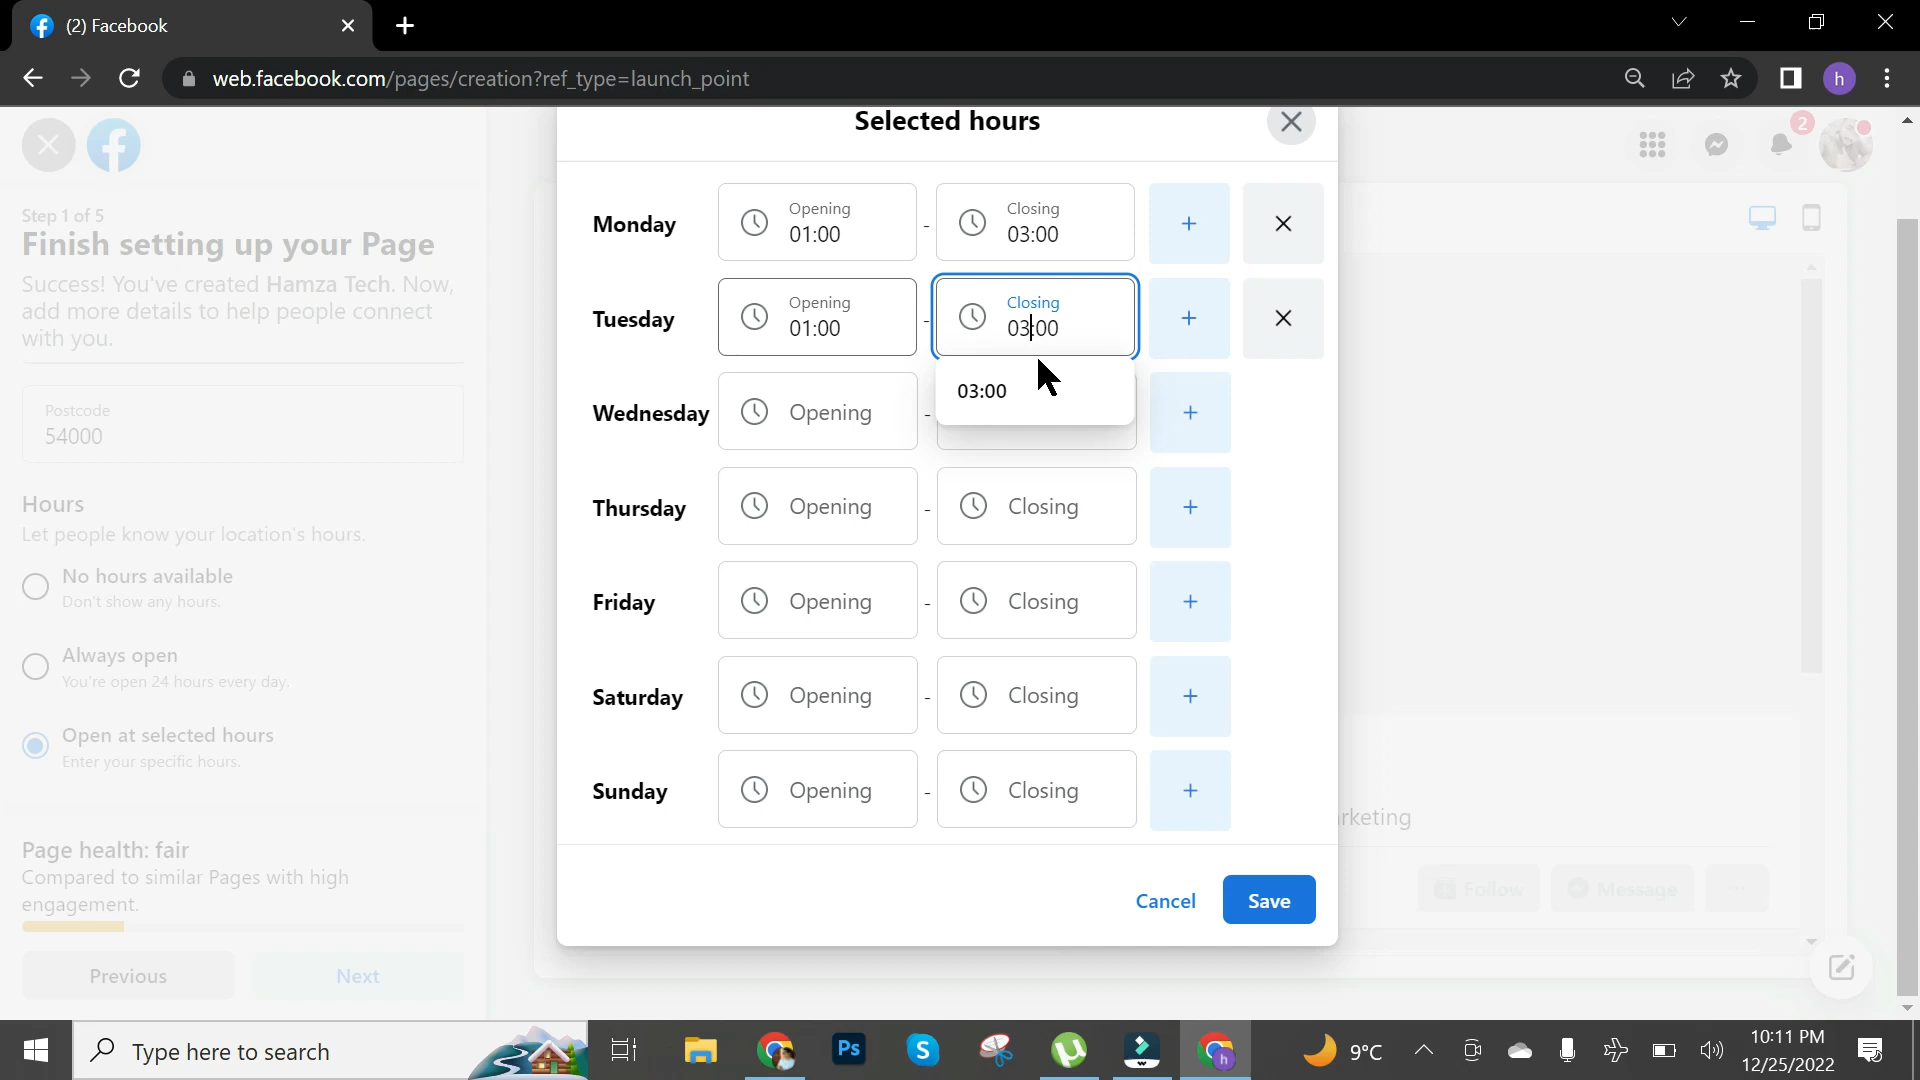 (2) Facebook
web.facebook.com/pages/creation?ref_type=launch_point
h
Selected hours
2
Step 1 of 5
Finish setting up your Page
Success! You've created Hamza Tech. Now,
add more details to help people connect
with you.
Postcode
54000
Hours
Let people know your location's hours.
No hours available
Don't show any hours.
Always open
You're open 24 hours every day.
Open at selected hours
Enter your specific hours.
Page health: fair
Compared to similar Pages with high
engagement.
Previous
Next
Monday
Opening
01:00
-
Closing
03:00
+
Tuesday
Opening
01:00
-
Closing
03:00
+
03:00
Wednesday
Opening
-
+
Thursday
Opening
-
Closing
+
Friday
Opening
-
Closing
+
Saturday
Opening
-
Closing
+
Sunday
Opening
-
Closing
+
Cancel
Save
rketing
Follow
Message
Type here to search
Ps
S
h
9°C
10:11 PM
12/25/2022